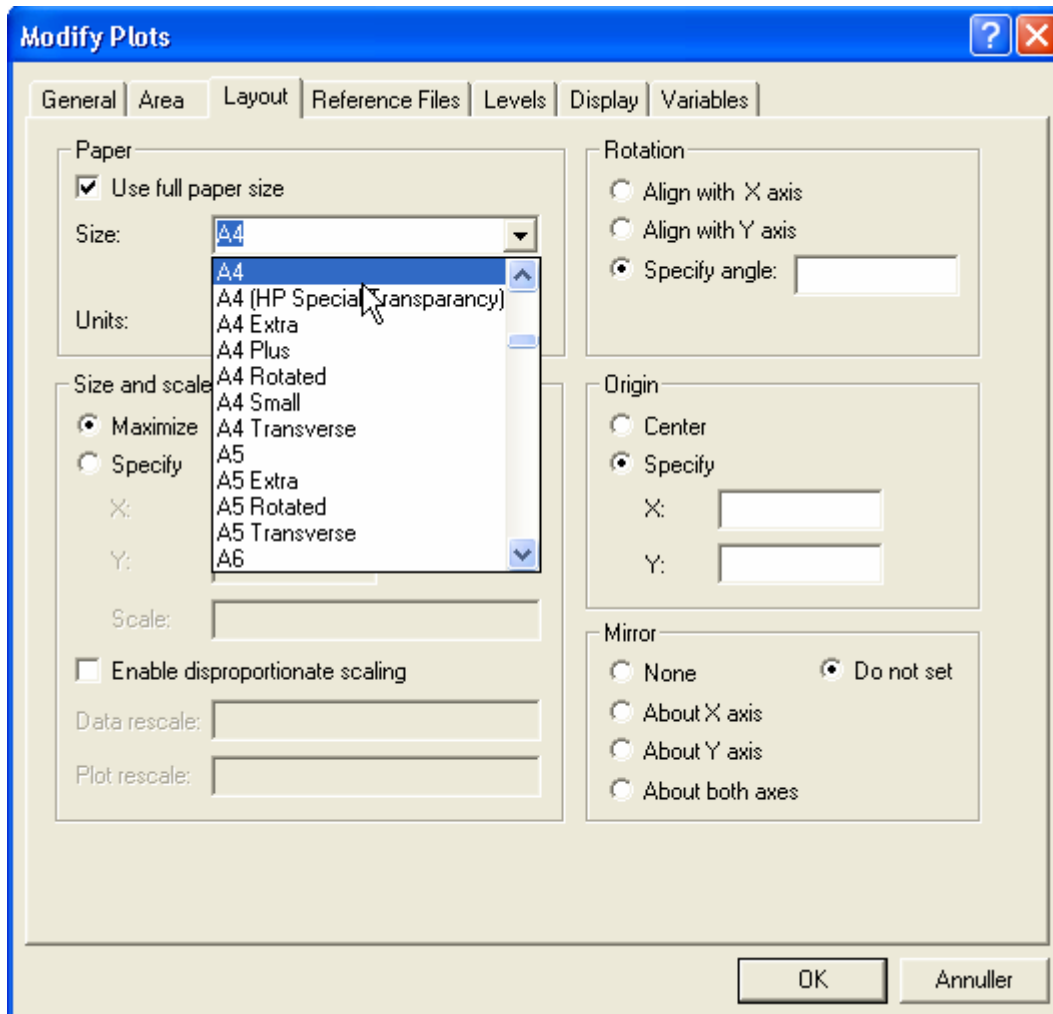 Modify Plots
General Area Layout Reference Files Levels Display Variables
Paper
Use full paper size
Size: A4
A4
A4 (HP Special Transparancy)
A4 Extra
A4 Plus
A4 Rotated
A4 Small
A4 Transverse
A5
A5 Extra
A5 Rotated
A5 Transverse
A6
Units:
Size and scale
Maximize
Specify
X:
Y:
Scale:
Enable disproportionate scaling
Data rescale:
Plot rescale:
Rotation
Align with X axis
Align with Y axis
Specify angle:
Origin
Center
Specify
X:
Y:
Mirror
None Do not set
About X axis
About Y axis
About both axes
OK Annuller